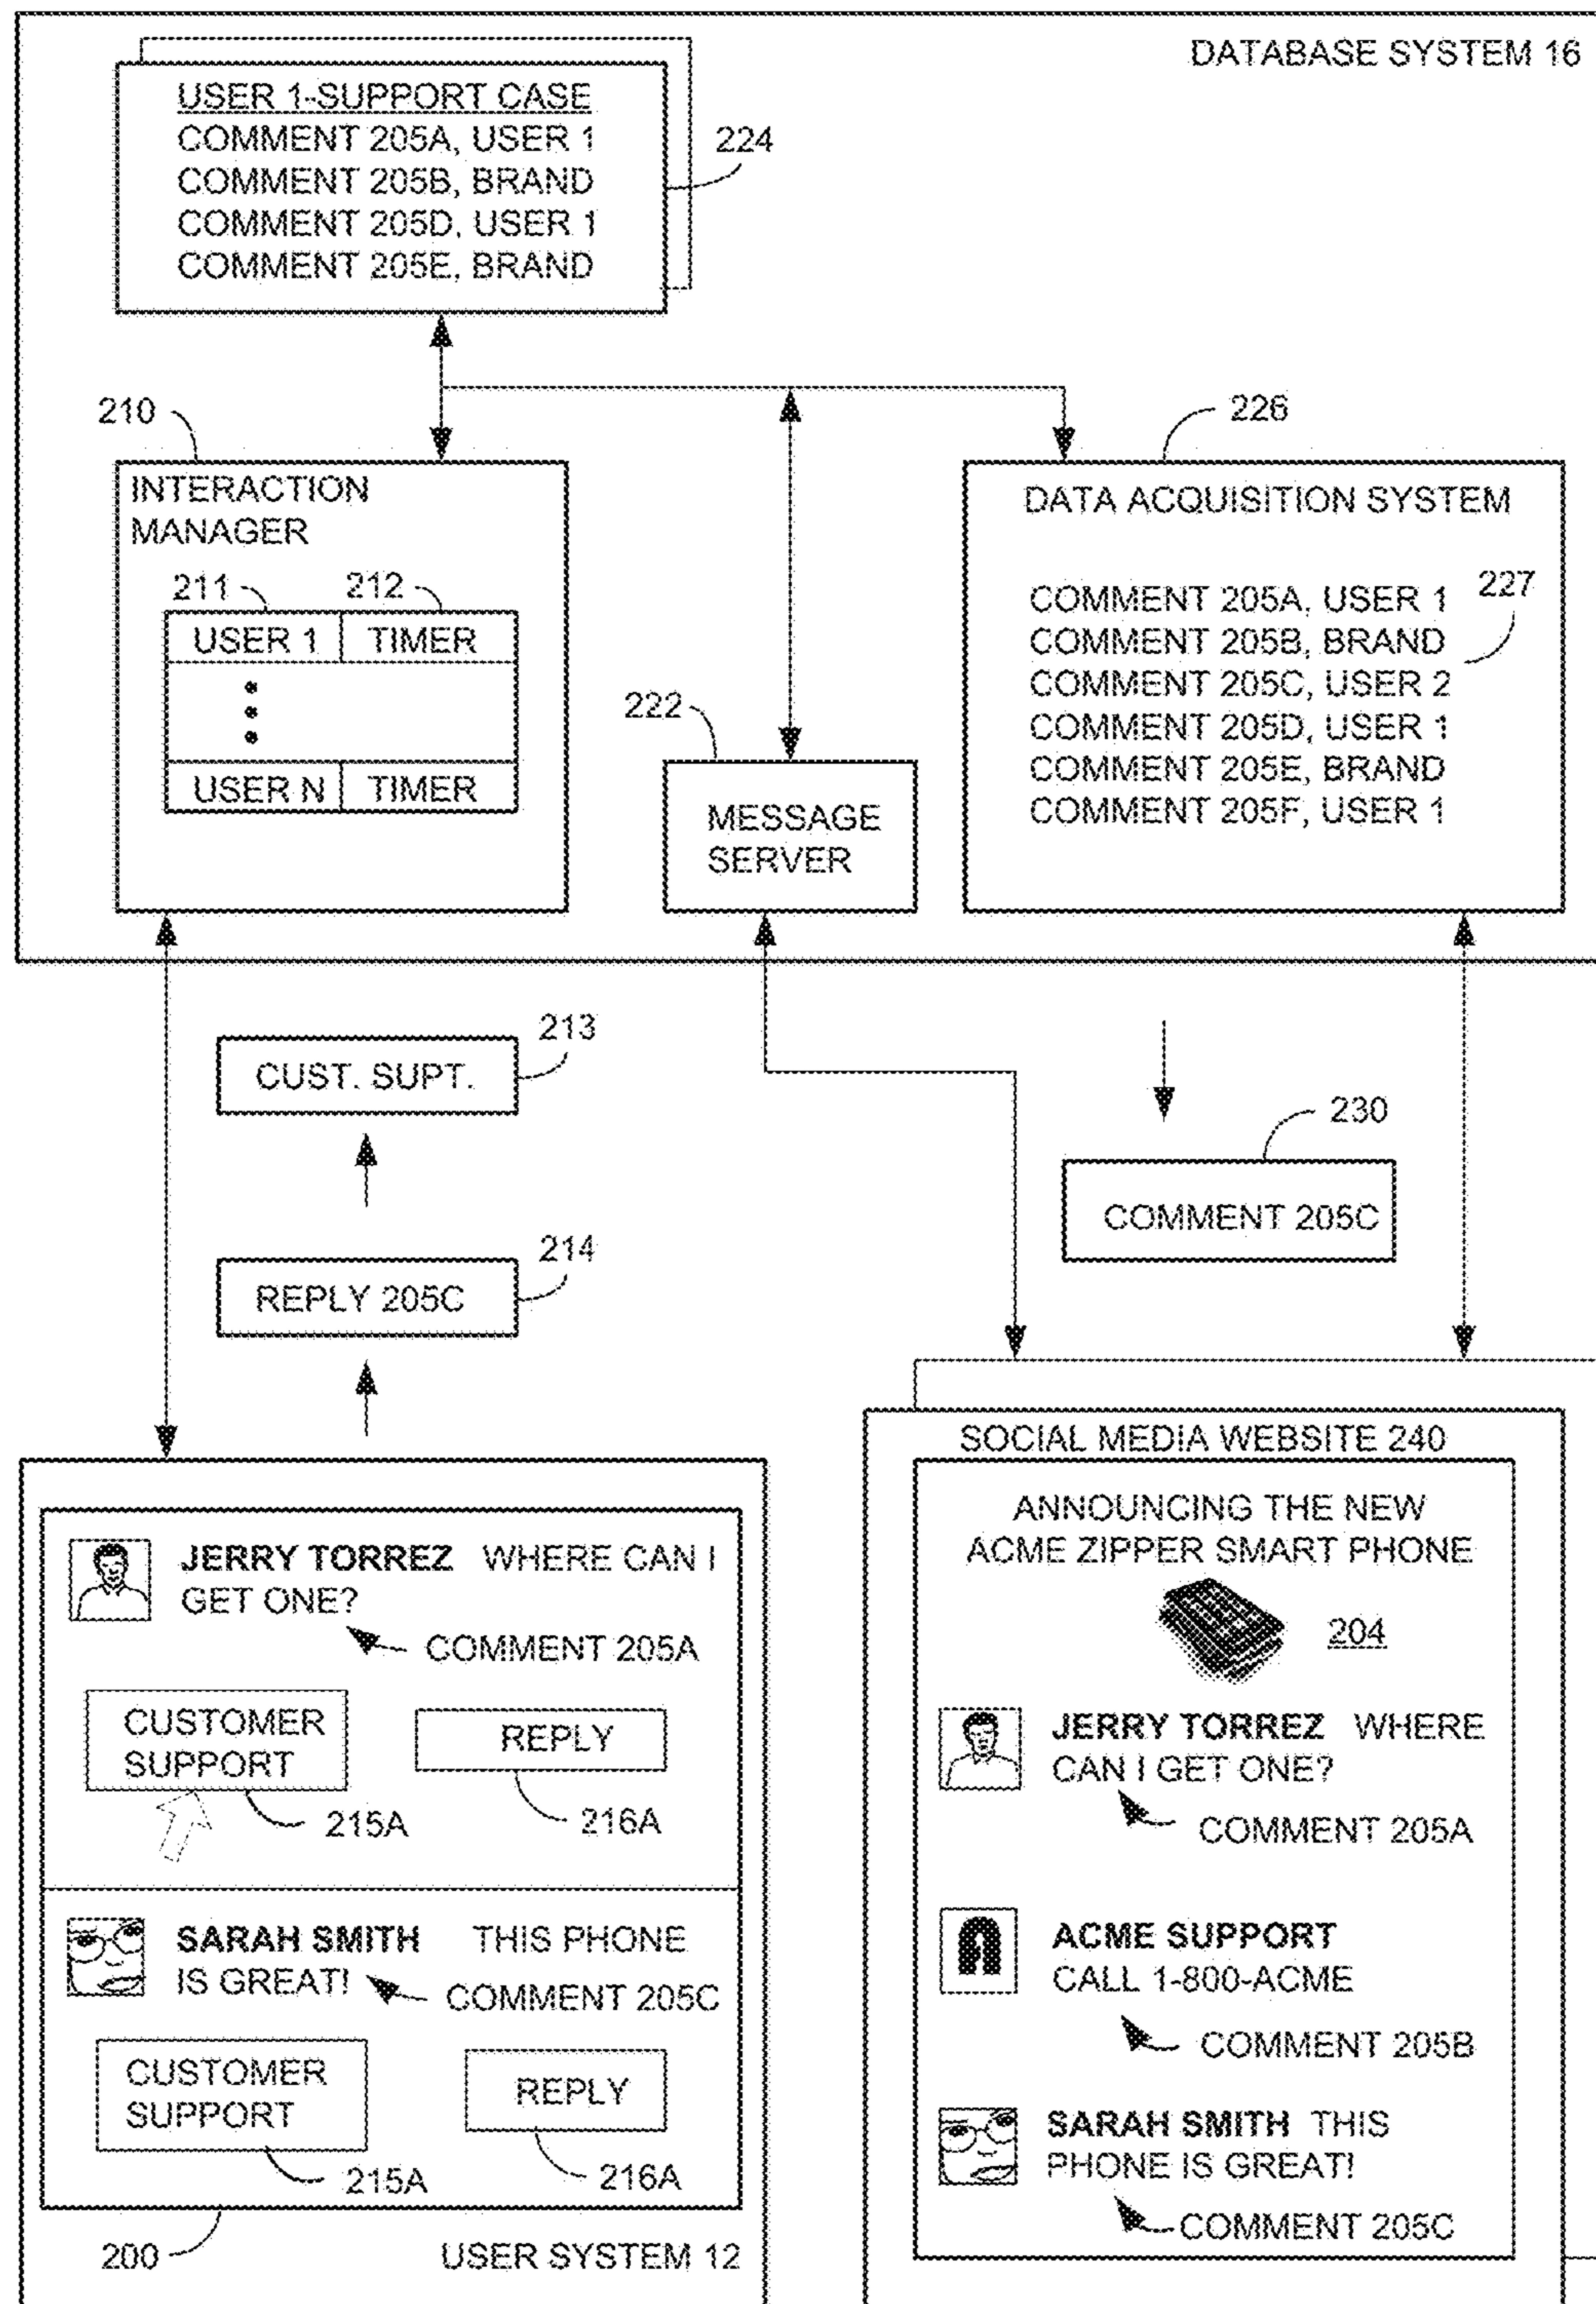 DATABASE SYSTEM 16
USER 1-SUPPORT CASE
COMMENT 205A, USER 1
COMMENT 205B, BRAND
COMMENT 205D, USER 1
COMMENT 205E, BRAND
224
210
226
INTERACTION
MANAGER
211 212
USER 1 TIMER
USER N TIMER
222
MESSAGE
SERVER
DATA ACQUISITION SYSTEM
227
COMMENT 205A, USER 1
COMMENT 205B, BRAND
COMMENT 205C, USER 2
COMMENT 205D, USER 1
COMMENT 205E, BRAND
COMMENT 205F, USER 1
213
CUST. SUPT.
214
REPLY 205C
230
COMMENT 205C
JERRY TORREZ WHERE CAN I
GET ONE?
COMMENT 205A
CUSTOMER
SUPPORT
REPLY
215A
216A
SARAH SMITH THIS PHONE
IS GREAT!
COMMENT 205C
CUSTOMER
SUPPORT
REPLY
215A
216A
200
USER SYSTEM 12
SOCIAL MEDIA WEBSITE 240
ANNOUNCING THE NEW
ACME ZIPPER SMART PHONE
204
JERRY TORREZ WHERE
CAN I GET ONE?
COMMENT 205A
ACME SUPPORT
CALL 1-800-ACME
COMMENT 205B
SARAH SMITH THIS
PHONE IS GREAT!
COMMENT 205C